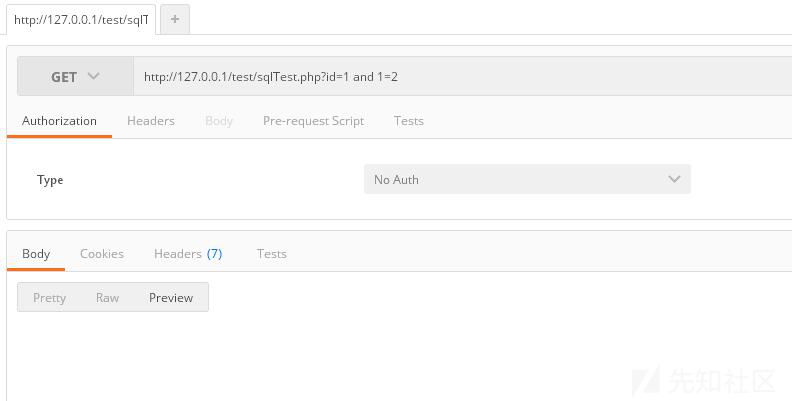 http://127.0.0.1/test/sqlT +
GET http://127.0.0.1/test/sqlTest.php?id=1 and 1=2
Authorization Headers Body Pre-request Script Tests
Type No Auth
Body Cookies Headers (7) Tests
Pretty Raw Preview
先知社区